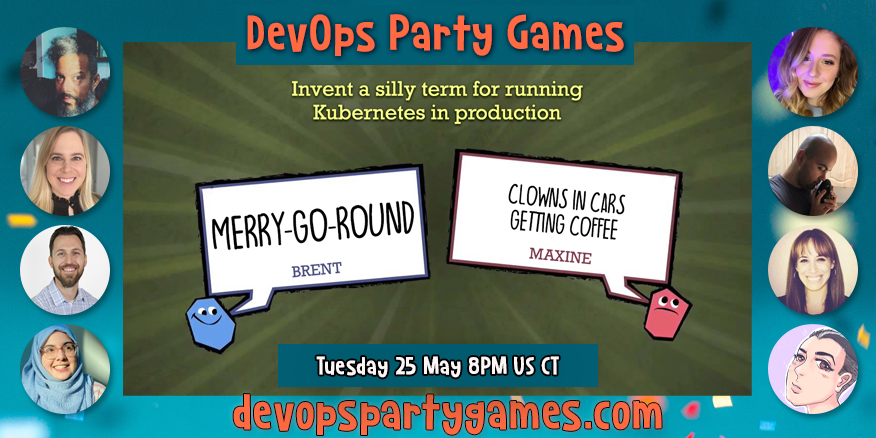 DevOps Party Games
Invent a silly term for running
Kubernetes in production
MERRY-GO-ROUND
BRENT
CLOWNS IN CARS
GETTING COFFEE
MAXINE
Tuesday 25 May 8PM US CT
devopspartygames.com